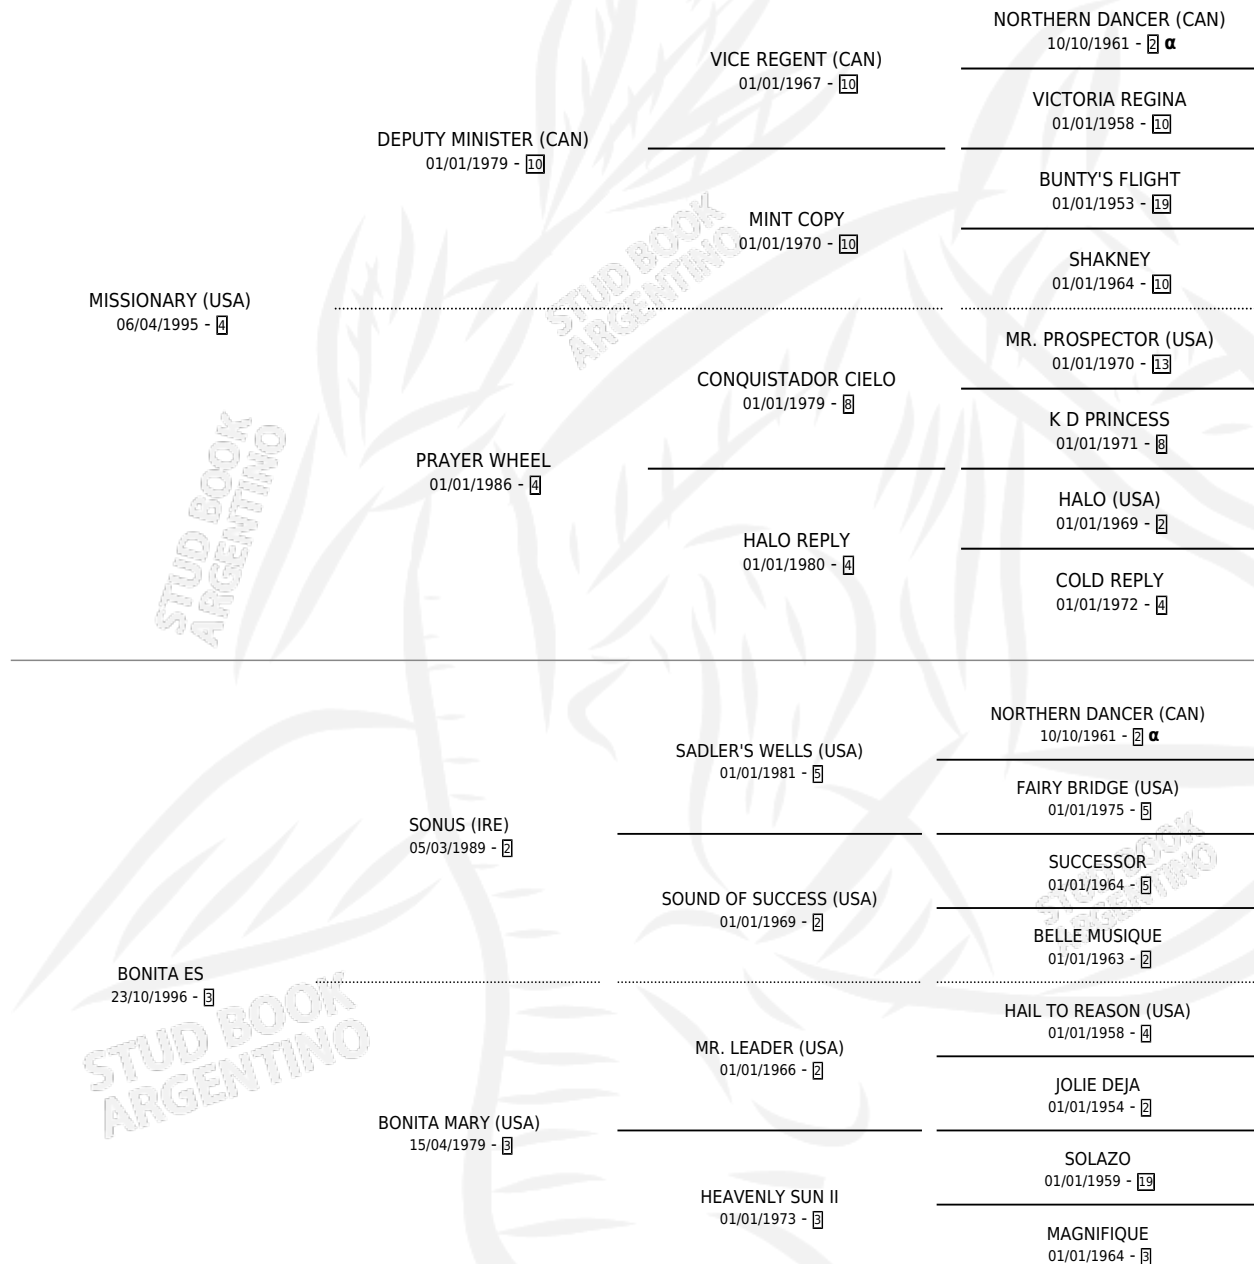 NORTHERN DANCER (CAN)
10/10/1961 - 2 α
VICE REGENT (CAN)
01/01/1967 - 10
VICTORIA REGINA
01/01/1958 - 10
DEPUTY MINISTER (CAN)
01/01/1979 - 10
BUNTY'S FLIGHT
01/01/1953 - 19
MINT COPY
01/01/1970 - 10
SHAKNEY
01/01/1964 - 10
MISSIONARY (USA)
06/04/1995 - 4
MR. PROSPECTOR (USA)
01/01/1970 - 13
CONQUISTADOR CIELO
01/01/1979 - 8
K D PRINCESS
01/01/1971 - 8
PRAYER WHEEL
01/01/1986 - 4
HALO (USA)
01/01/1969 - 2
HALO REPLY
01/01/1980 - 4
COLD REPLY
01/01/1972 - 4
NORTHERN DANCER (CAN)
10/10/1961 - 2 α
SADLER'S WELLS (USA)
01/01/1981 - 5
FAIRY BRIDGE (USA)
01/01/1975 - 5
SONUS (IRE)
05/03/1989 - 2
SUCCESSOR
01/01/1964 - 5
SOUND OF SUCCESS (USA)
01/01/1969 - 2
BELLE MUSIQUE
01/01/1963 - 2
BONITA ES
23/10/1996 - 3
HAIL TO REASON (USA)
01/01/1958 - 4
MR. LEADER (USA)
01/01/1966 - 2
JOLIE DEJA
01/01/1954 - 2
BONITA MARY (USA)
15/04/1979 - 3
SOLAZO
01/01/1959 - 19
HEAVENLY SUN II
01/01/1973 - 3
MAGNIFIQUE
01/01/1964 - 3
STUD BOOK
ARGENTINO
STUD BOOK
ARGENTINO
STUD BOOK
ARGENTINO
STUD BOOK
ARGENTINO